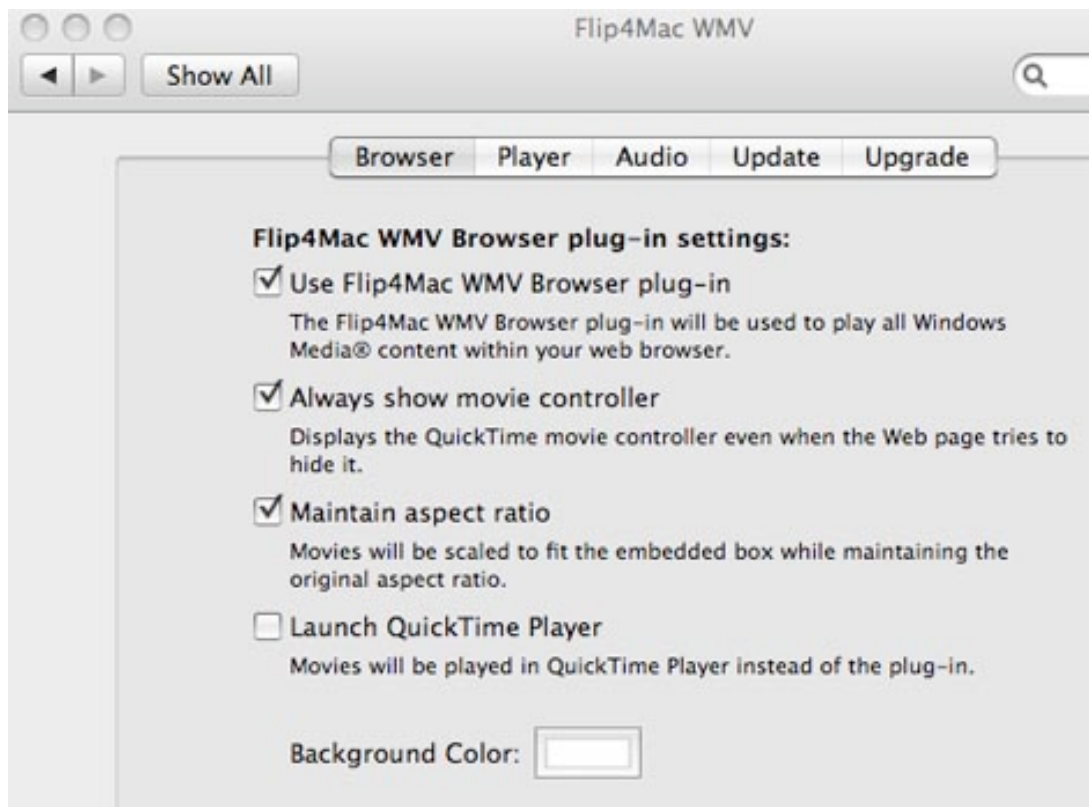 Flip4Mac WMV
Show All
Browser Player Audio Update Upgrade
Flip4Mac WMV Browser plug-in settings:
Use Flip4Mac WMV Browser plug-in
The Flip4Mac WMV Browser plug-in will be used to play all Windows
Media® content within your web browser.
Always show movie controller
Displays the QuickTime movie controller even when the Web page tries to
hide it.
Maintain aspect ratio
Movies will be scaled to fit the embedded box while maintaining the
original aspect ratio.
Launch QuickTime Player
Movies will be played in QuickTime Player instead of the plug-in.
Background Color: